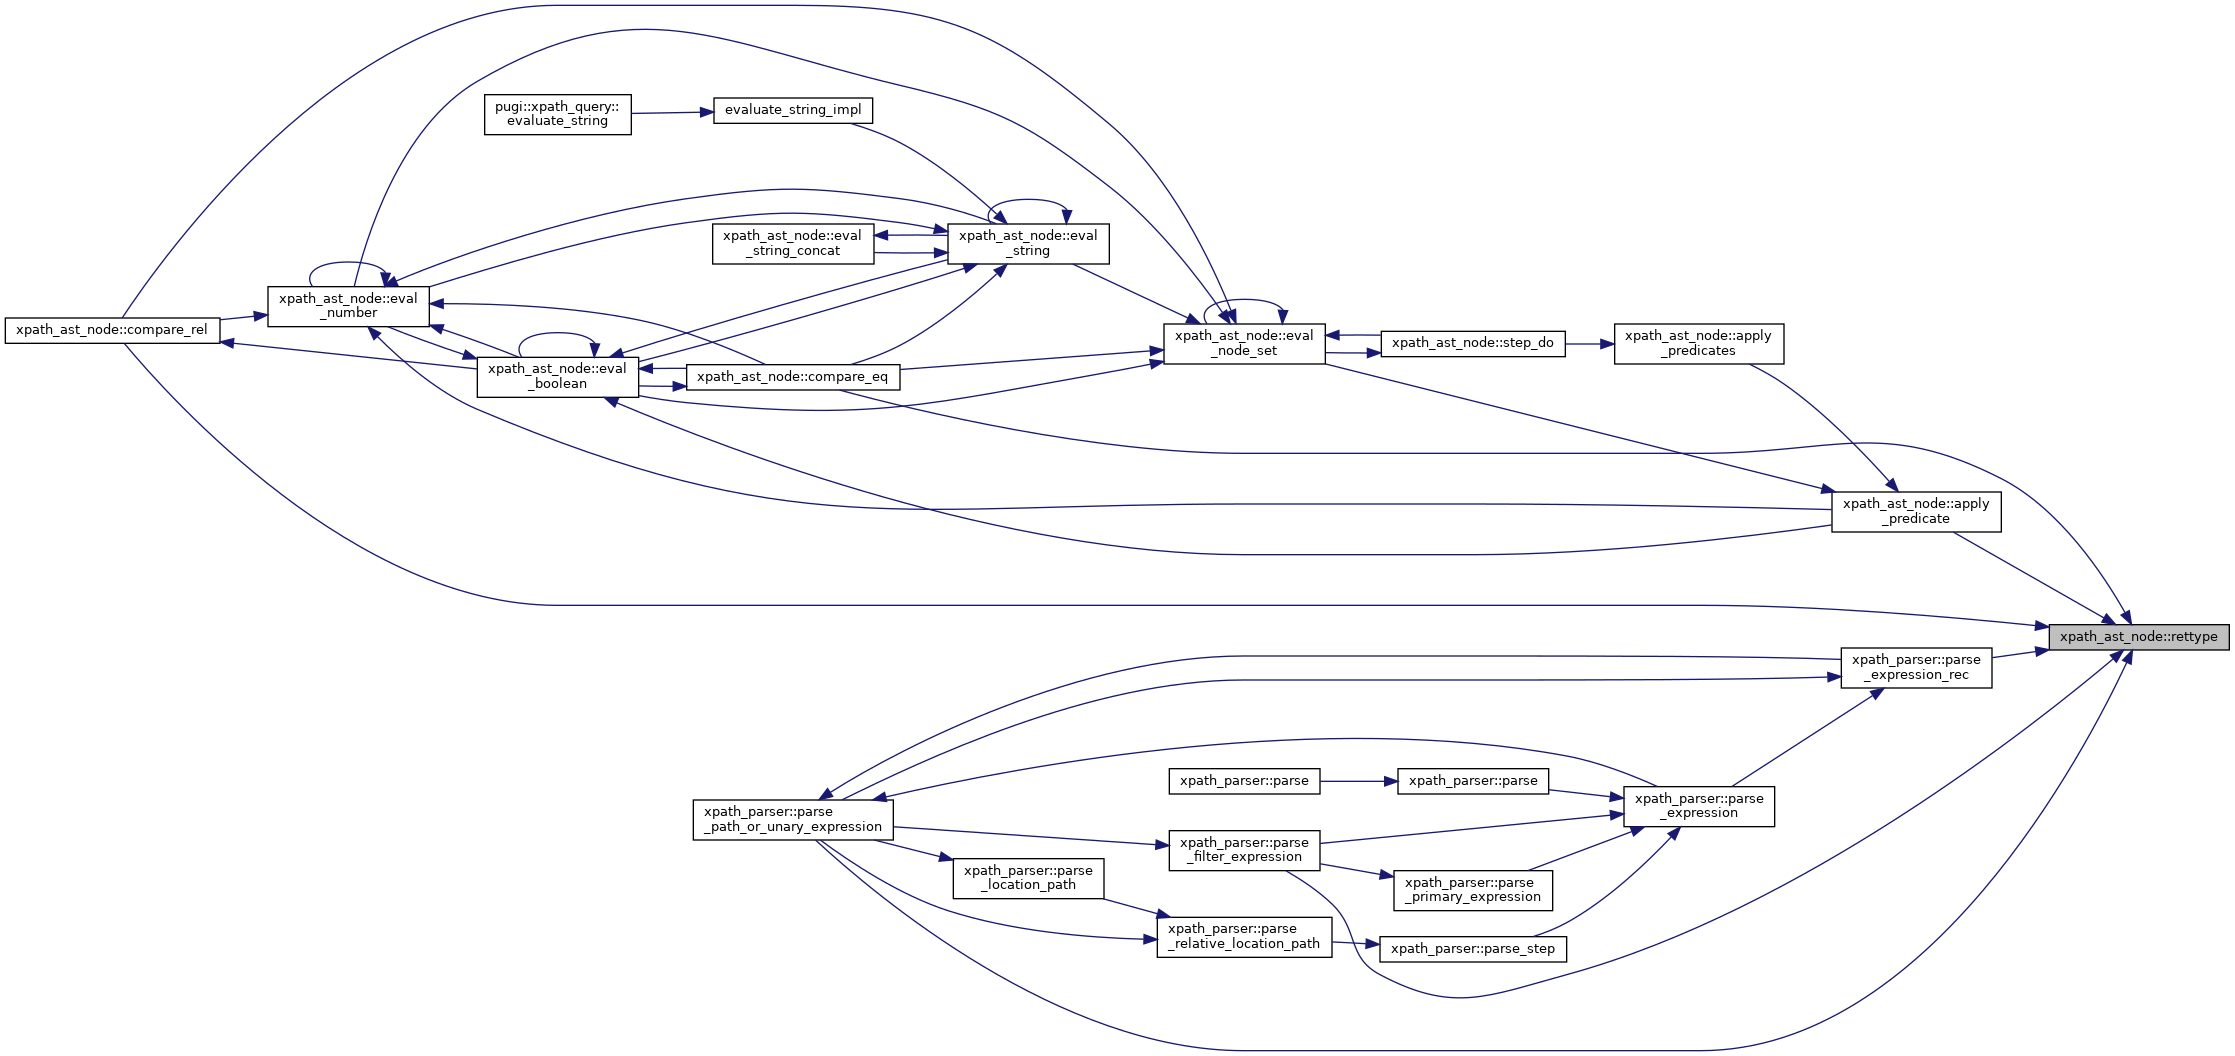 pugi::xpath_query::
evaluate_string
evaluate_string_impl
xpath_ast_node::eval
_string_concat
xpath_ast_node::eval
_string
xpath_ast_node::eval
_number
xpath_ast_node::compare_rel
xpath_ast_node::eval
_boolean
xpath_ast_node::compare_eq
xpath_ast_node::eval
_node_set
xpath_ast_node::step_do
xpath_ast_node::apply
_predicates
xpath_ast_node::apply
_predicate
xpath_ast_node::rettype
xpath_parser::parse
_expression_rec
xpath_parser::parse
xpath_parser::parse
xpath_parser::parse
_expression
xpath_parser::parse
_path_or_unary_expression
xpath_parser::parse
_filter_expression
xpath_parser::parse
_location_path
xpath_parser::parse
_primary_expression
xpath_parser::parse
_relative_location_path
xpath_parser::parse_step